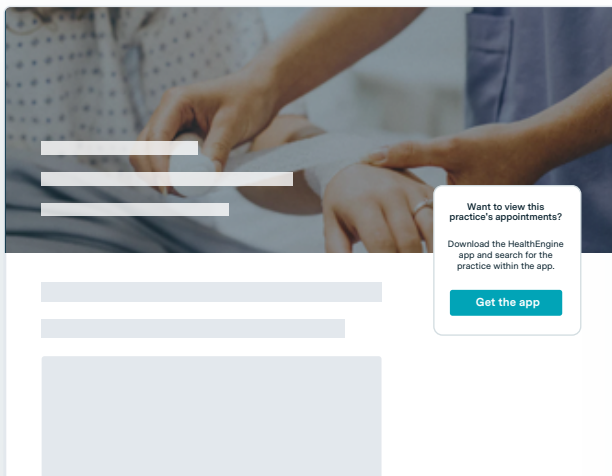 Want to view this
practice's appointments?
Download the HealthEngine
app and search for the
practice within the app.
Get the app